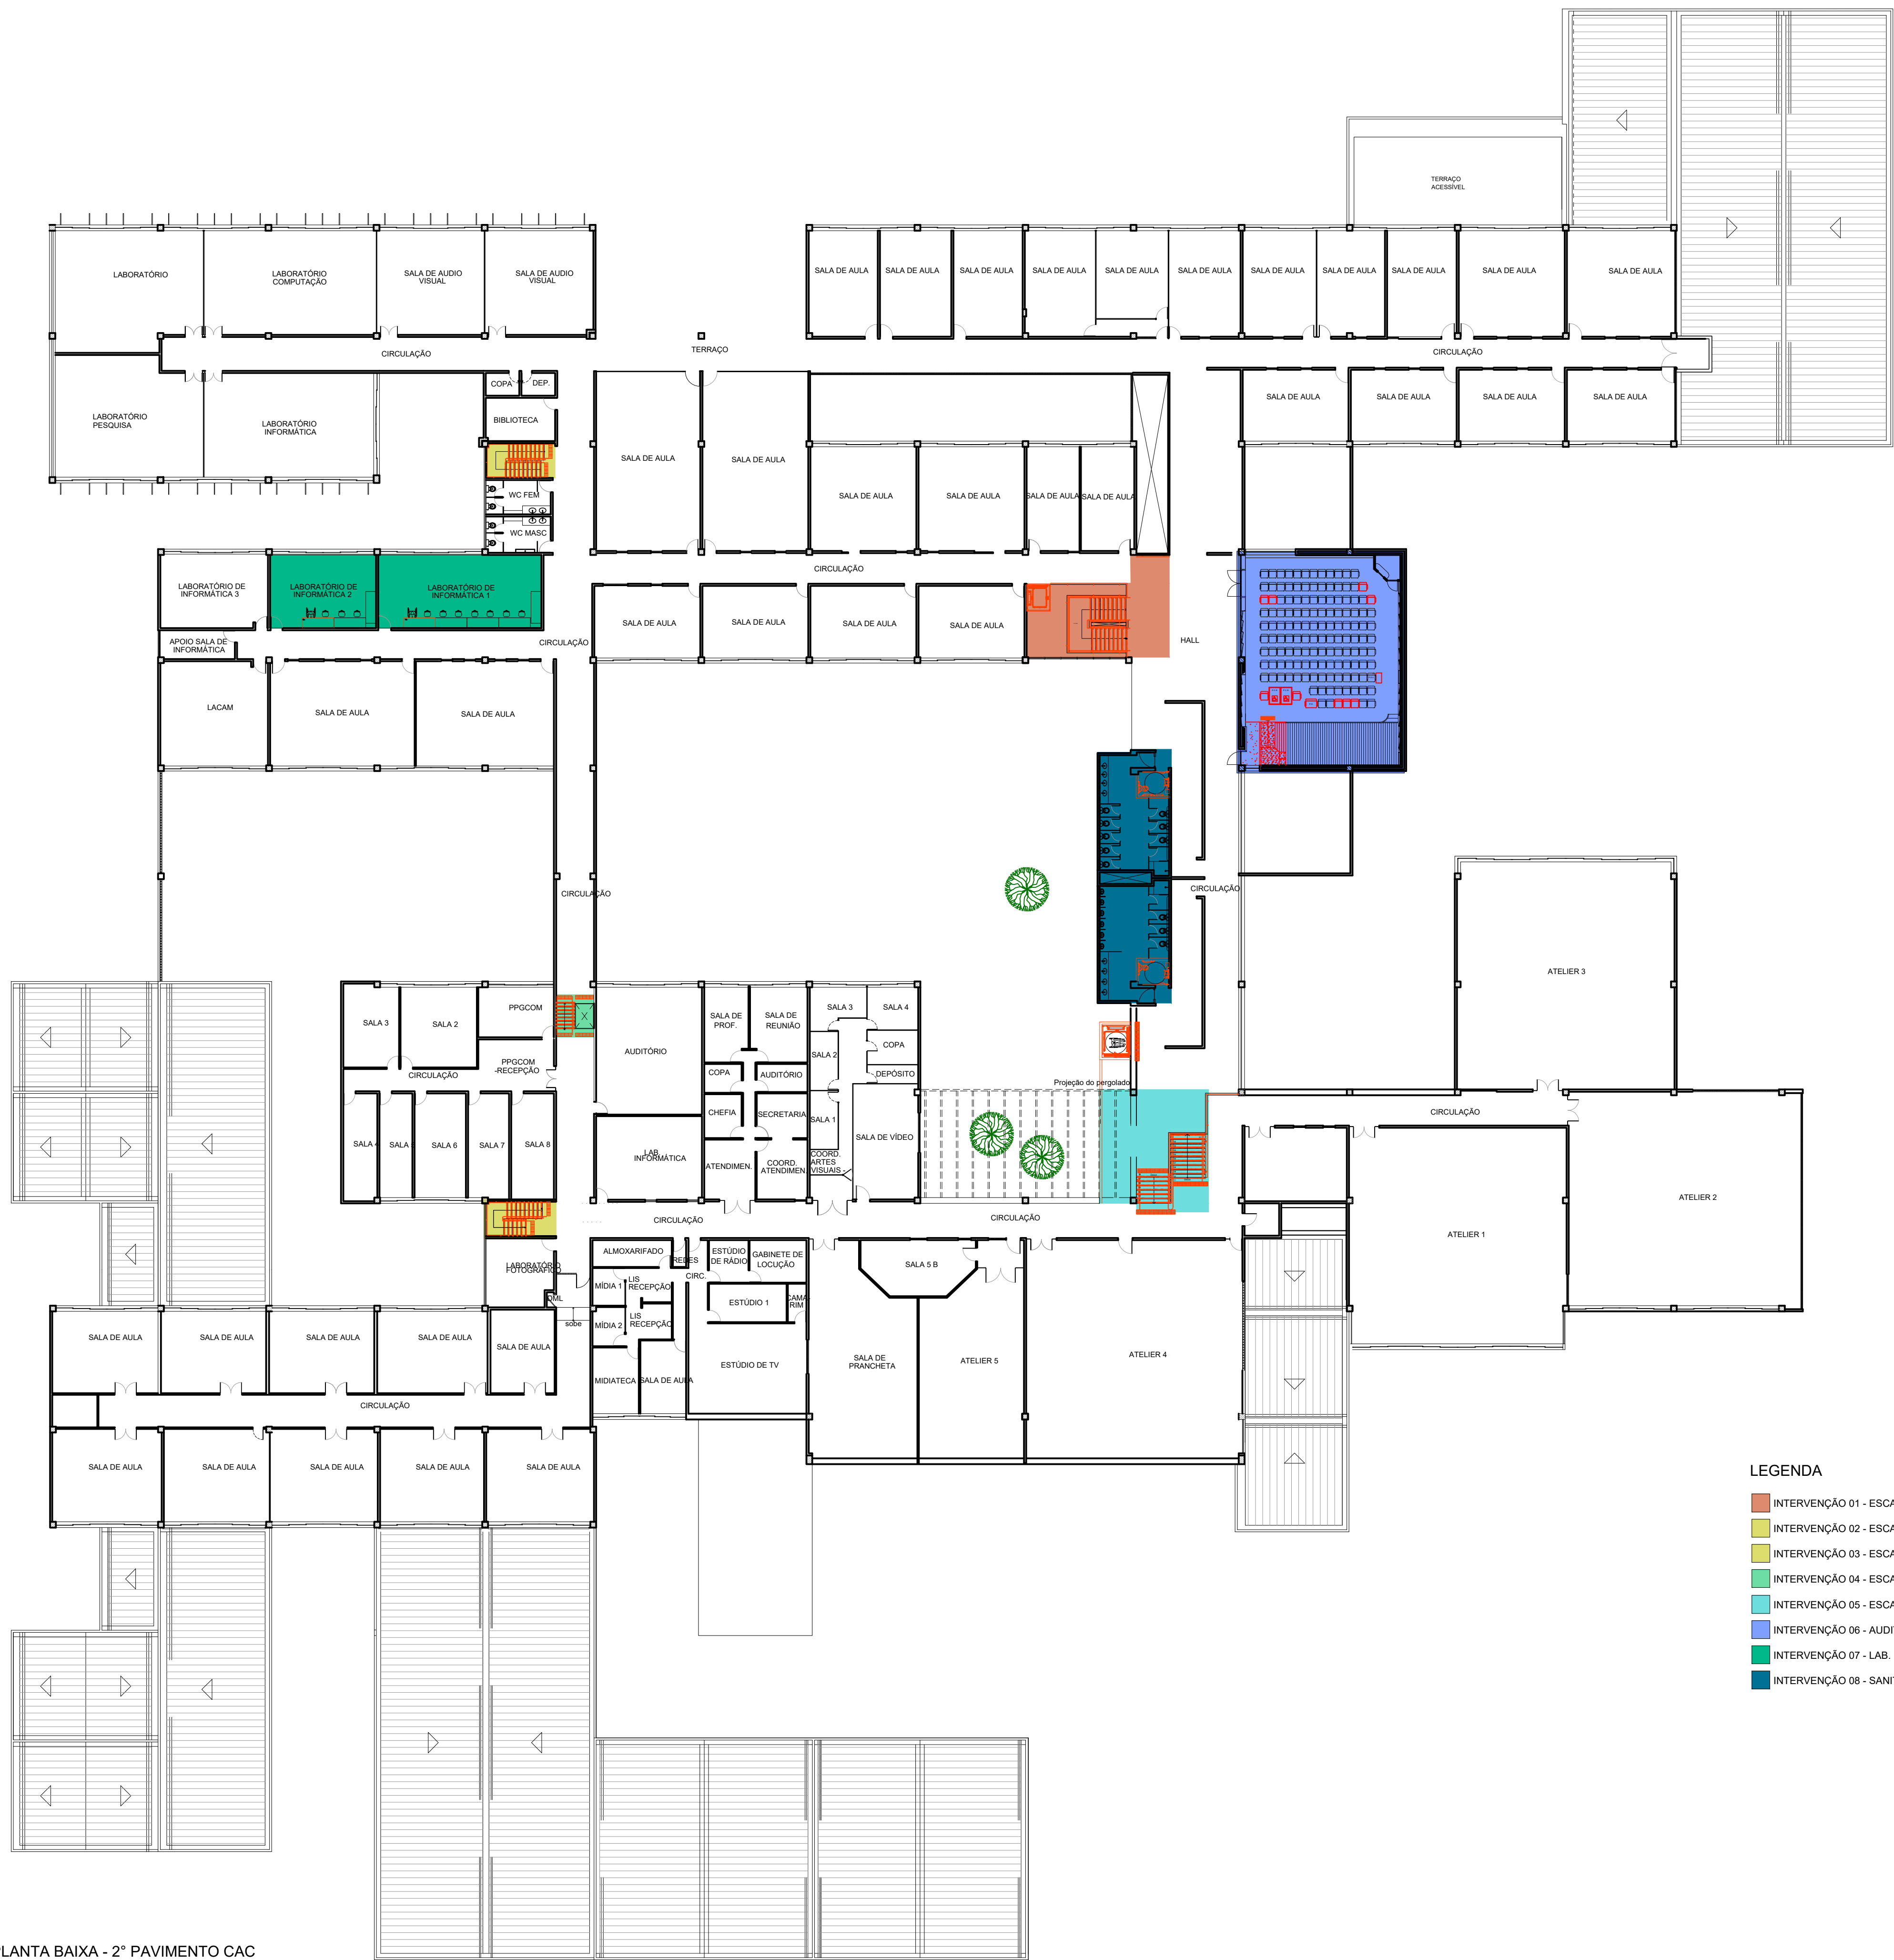 TERRAÇO
ACESSÍVEL
LABORATÓRIO
LABORATÓRIO
COMPUTAÇÃO
SALA DE AUDIO
VISUAL
SALA DE AUDIO
VISUAL
SALA DE AULA
SALA DE AULA
SALA DE AULA
SALA DE AULA
SALA DE AULA
SALA DE AULA
SALA DE AULA
SALA DE AULA
SALA DE AULA
SALA DE AULA
SALA DE AULA
CIRCULAÇÃO
TERRAÇO
CIRCULAÇÃO
COPA
DEP.
BIBLIOTECA
LABORATÓRIO
PESQUISA
LABORATÓRIO
INFORMÁTICA
SALA DE AULA
SALA DE AULA
SALA DE AULA
SALA DE AULA
SALA DE AULA
SALA DE AULA
SALA DE AULA
SALA DE AULA
SALA DE AULA
SALA DE AULA
WC FEM
WC MASC
CIRCULAÇÃO
LABORATÓRIO DE
INFORMÁTICA 3
LABORATÓRIO DE
INFORMÁTICA 2
LABORATÓRIO DE
INFORMÁTICA 1
SALA DE AULA
SALA DE AULA
SALA DE AULA
SALA DE AULA
HALL
APOIO SALA DE
INFORMÁTICA
CIRCULAÇÃO
LACAM
SALA DE AULA
SALA DE AULA
CIRCULAÇÃO
CIRCULAÇÃO
ATELIER 3
SALA 3
SALA 2
PPGCOM
PPGCOM
-RECEPÇÃO
CIRCULAÇÃO
AUDITÓRIO
SALA DE
PROF.
SALA DE
REUNIÃO
SALA 3
SALA 4
SALA 2
COPA
COPA
AUDITÓRIO
DEPÓSITO
Projeção do pergolado
CHEFIA
SECRETARIA
SALA 1
SALA DE VÍDEO
CIRCULAÇÃO
SALA 4
SALA
SALA 6
SALA 7
SALA 8
LAB.
INFORMÁTICA
ATENDIMEN.
COORD.
ATENDIMEN.
COORD.
ARTES
VISUAIS -
ATELIER 2
CIRCULAÇÃO
CIRCULAÇÃO
ATELIER 1
LABORATÓRIO
FOTOGRÁFICO
ALMOXARIFADO
REDES
ESTÚDIO
DE RÁDIO
GABINETE DE
LOCUÇÃO
SALA 5 B
CIRC.
MÍDIA 1
LIS
RECEPÇÃO
DML
ESTÚDIO 1
CAMA
RIM
sobe
MÍDIA 2
LIS
RECEPÇÃO
SALA DE AULA
SALA DE AULA
SALA DE AULA
SALA DE AULA
SALA DE AULA
ESTÚDIO DE TV
SALA DE
PRANCHETA
ATELIER 5
ATELIER 4
MIDIATECA
SALA DE AULA
CIRCULAÇÃO
SALA DE AULA
SALA DE AULA
SALA DE AULA
SALA DE AULA
SALA DE AULA
LEGENDA
INTERVENÇÃO 01 - ESCA
INTERVENÇÃO 02 - ESCA
INTERVENÇÃO 03 - ESCA
INTERVENÇÃO 04 - ESCA
INTERVENÇÃO 05 - ESCA
INTERVENÇÃO 06 - AUDI
INTERVENÇÃO 07 - LAB.
INTERVENÇÃO 08 - SANI
LANTA BAIXA - 2° PAVIMENTO CAC